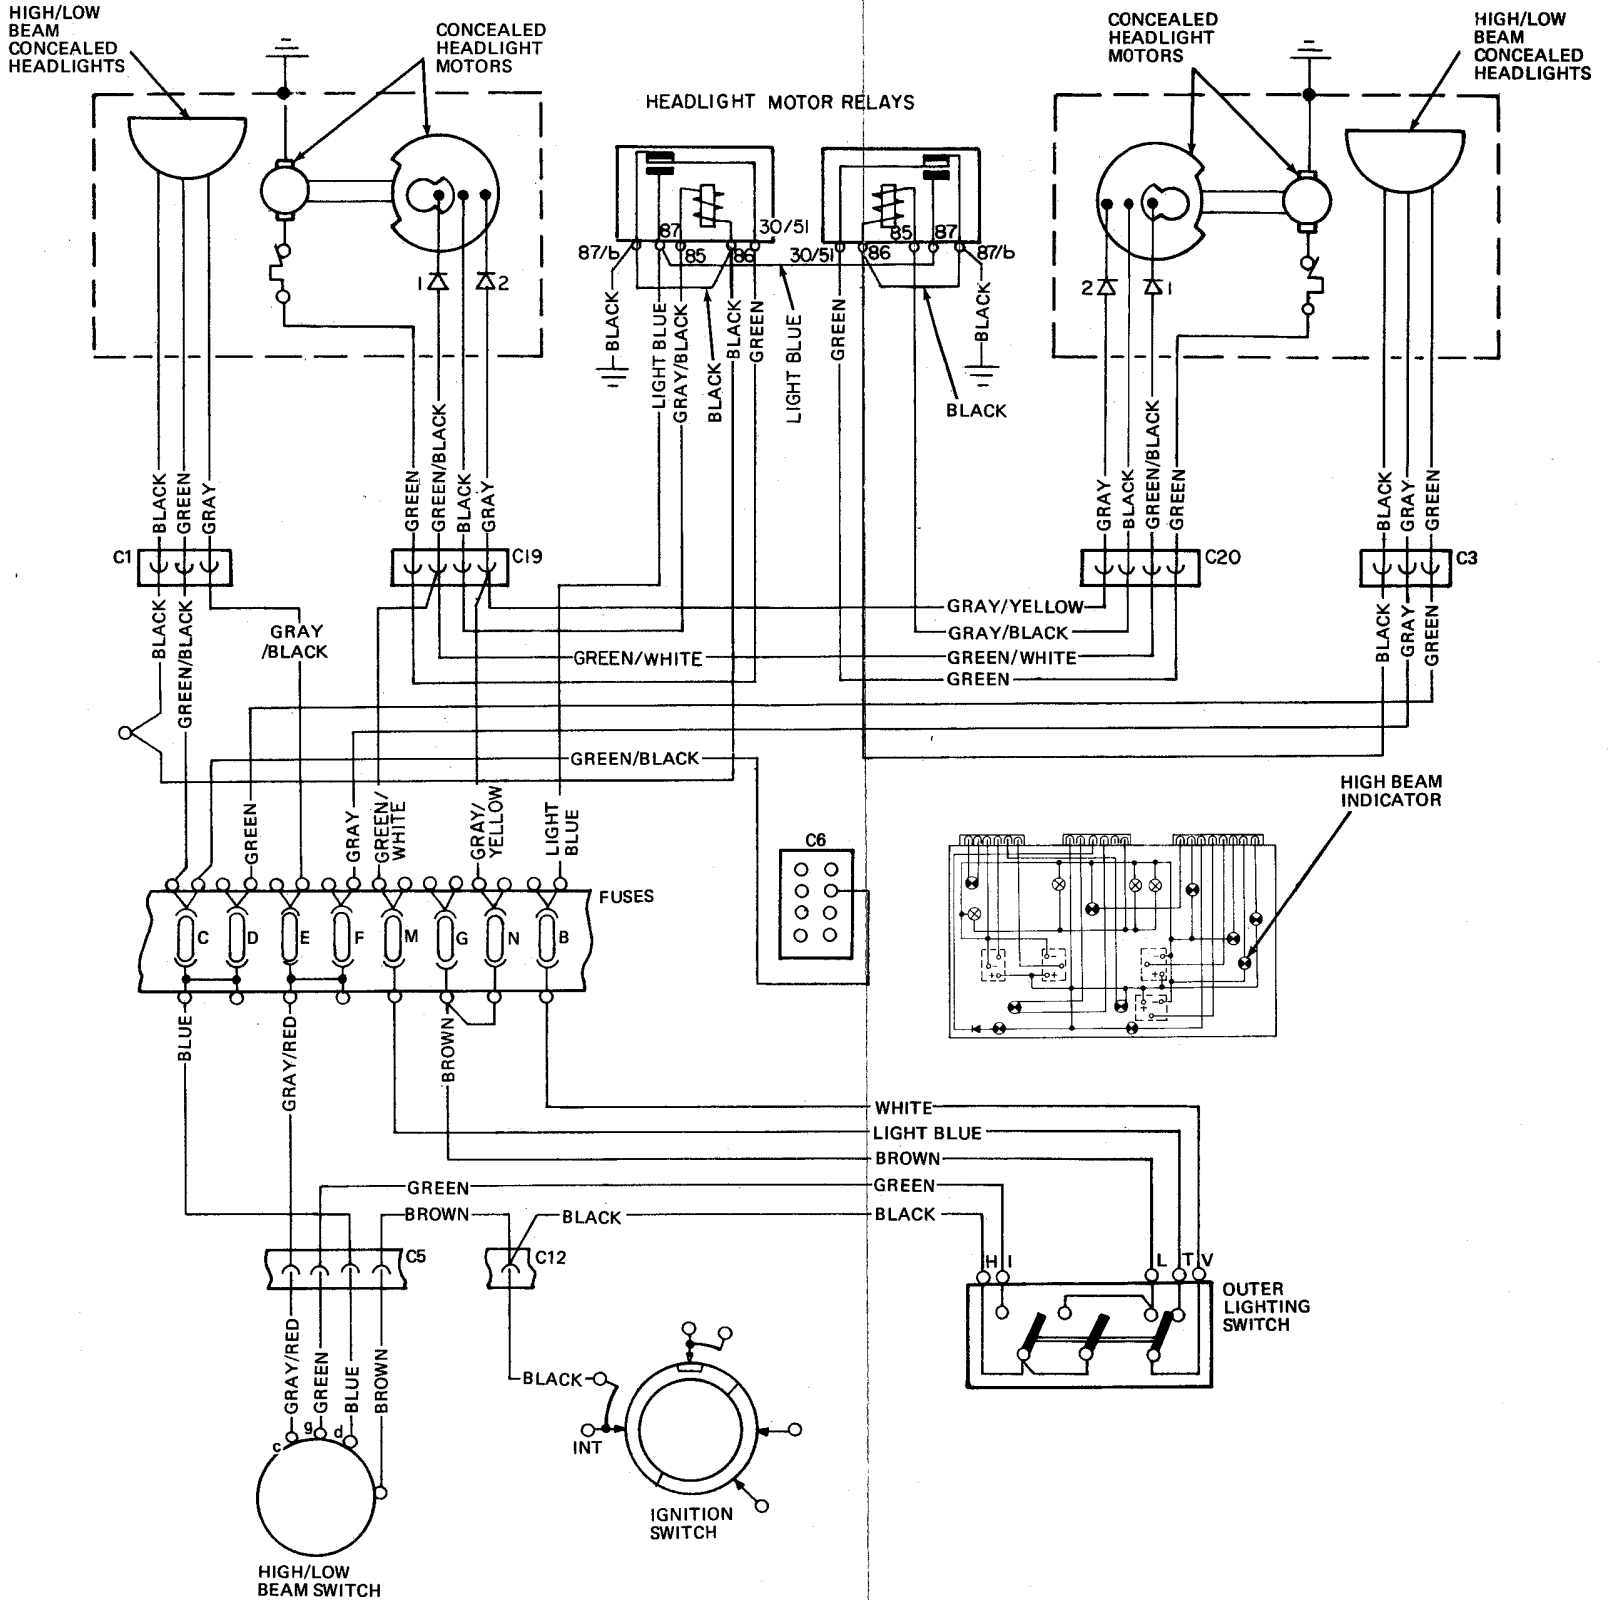 HIGH/LOW
BEAM
CONCEALED
HEADLIGHTS
CONCEALED
HEADLIGHT
MOTORS
HEADLIGHT MOTOR RELAYS
CONCEALED
HEADLIGHT
MOTORS
HIGH/LOW
BEAM
CONCEALED
HEADLIGHTS
87/b
87
85
86
30/51
30/51
86
85
87
87/b
1
2
2
1
BLACK
LIGHT BLUE
GRAY/BLACK
BLACK
BLACK
GREEN
LIGHT BLUE
GREEN
BLACK
BLACK
BLACK
GREEN
GRAY
GREEN
GREEN/BLACK
BLACK
GRAY
GRAY
BLACK
GREEN/BLACK
GREEN
BLACK
GRAY
GREEN
C1
C19
C20
C3
BLACK
GREEN/BLACK
GRAY
/BLACK
GRAY/YELLOW
GRAY/BLACK
GREEN/WHITE
GREEN/WHITE
GREEN
BLACK
GRAY
GREEN
GREEN/BLACK
GREEN
GRAY
GREEN/
WHITE
GRAY/
YELLOW
LIGHT
BLUE
HIGH BEAM
INDICATOR
C6
FUSES
C
D
E
F
M
G
N
B
BLUE
GRAY/RED
BROWN
WHITE
LIGHT BLUE
BROWN
GREEN
GREEN
BROWN
BLACK
BLACK
C5
C12
H
I
L
T
V
OUTER
LIGHTING
SWITCH
GRAY/RED
GREEN
BLUE
BROWN
BLACK
INT
c
g
d
IGNITION
SWITCH
HIGH/LOW
BEAM SWITCH